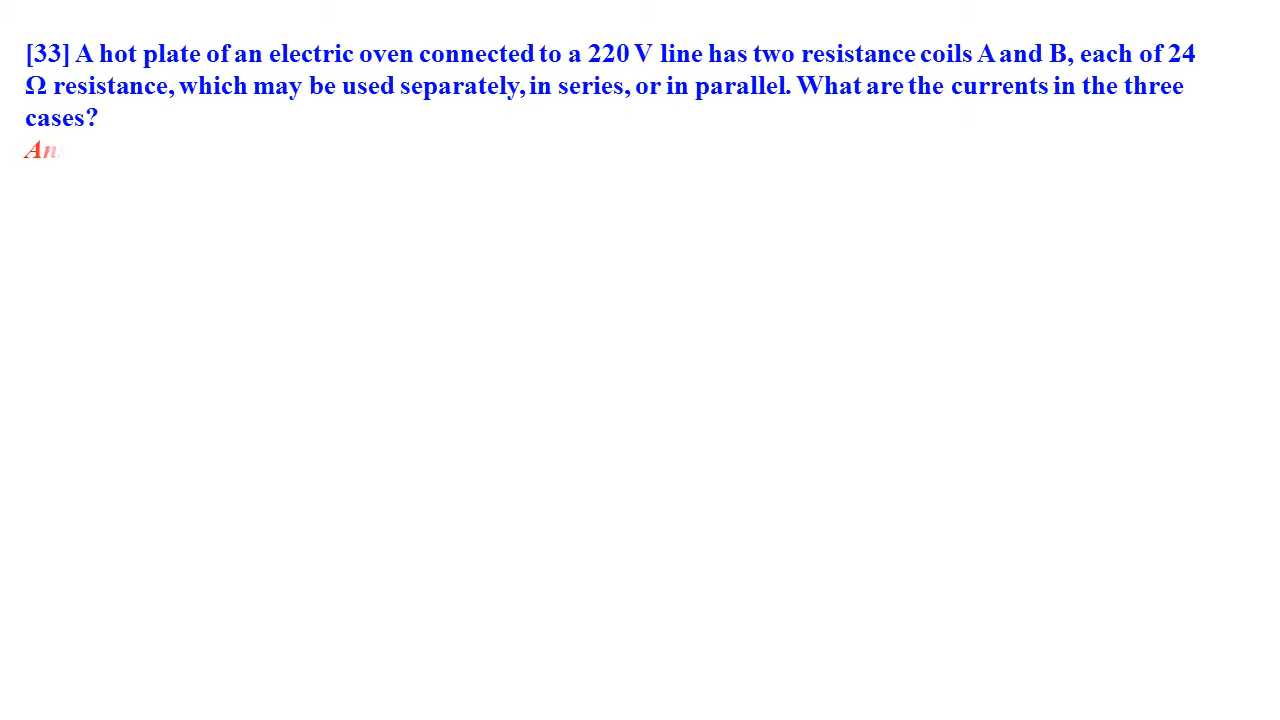 [33] A hot plate of an electric oven connected to a 220 V line has two resistance coils A and B, each of 24
Ω resistance, which may be used separately, in series, or in parallel. What are the currents in the three
cases?
An